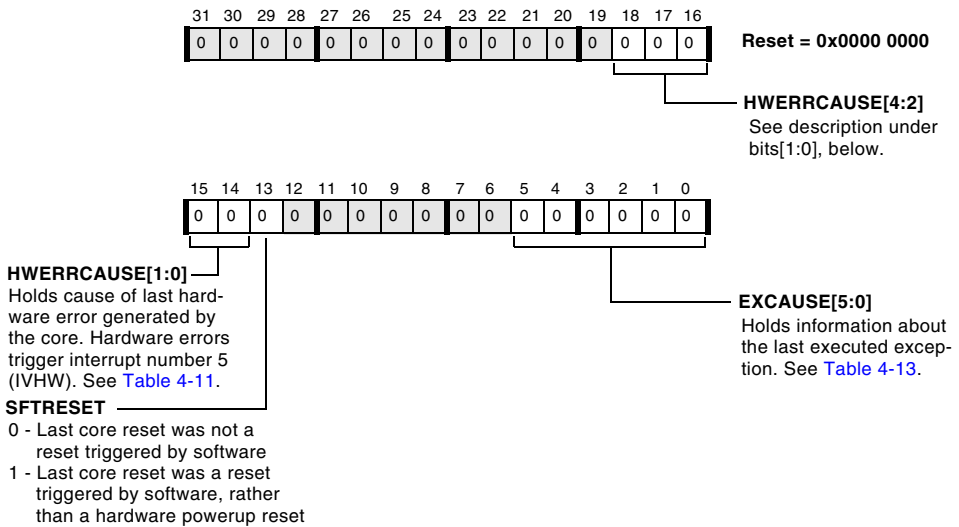 31 30 29 28 27 26 25 24 23 22 21 20 19 18 17 16
0 0 0 0 0 0 0 0 0 0 0 0 0 0 0 0
Reset = 0x0000 0000
HWERRCAUSE[4:2]
See description under
bits[1:0], below.
15 14 13 12 11 10 9 8 7 6 5 4 3 2 1 0
0 0 0 0 0 0 0 0 0 0 0 0 0 0 0 0
HWERRCAUSE[1:0]
Holds cause of last hard-
ware error generated by
the core. Hardware errors
trigger interrupt number 5
(IVHW). See Table 4-11.
SFTRESET
0 - Last core reset was not a
reset triggered by software
1 - Last core reset was a reset
triggered by software, rather
than a hardware powerup reset
EXCAUSE[5:0]
Holds information about
the last executed excep-
tion. See Table 4-13.